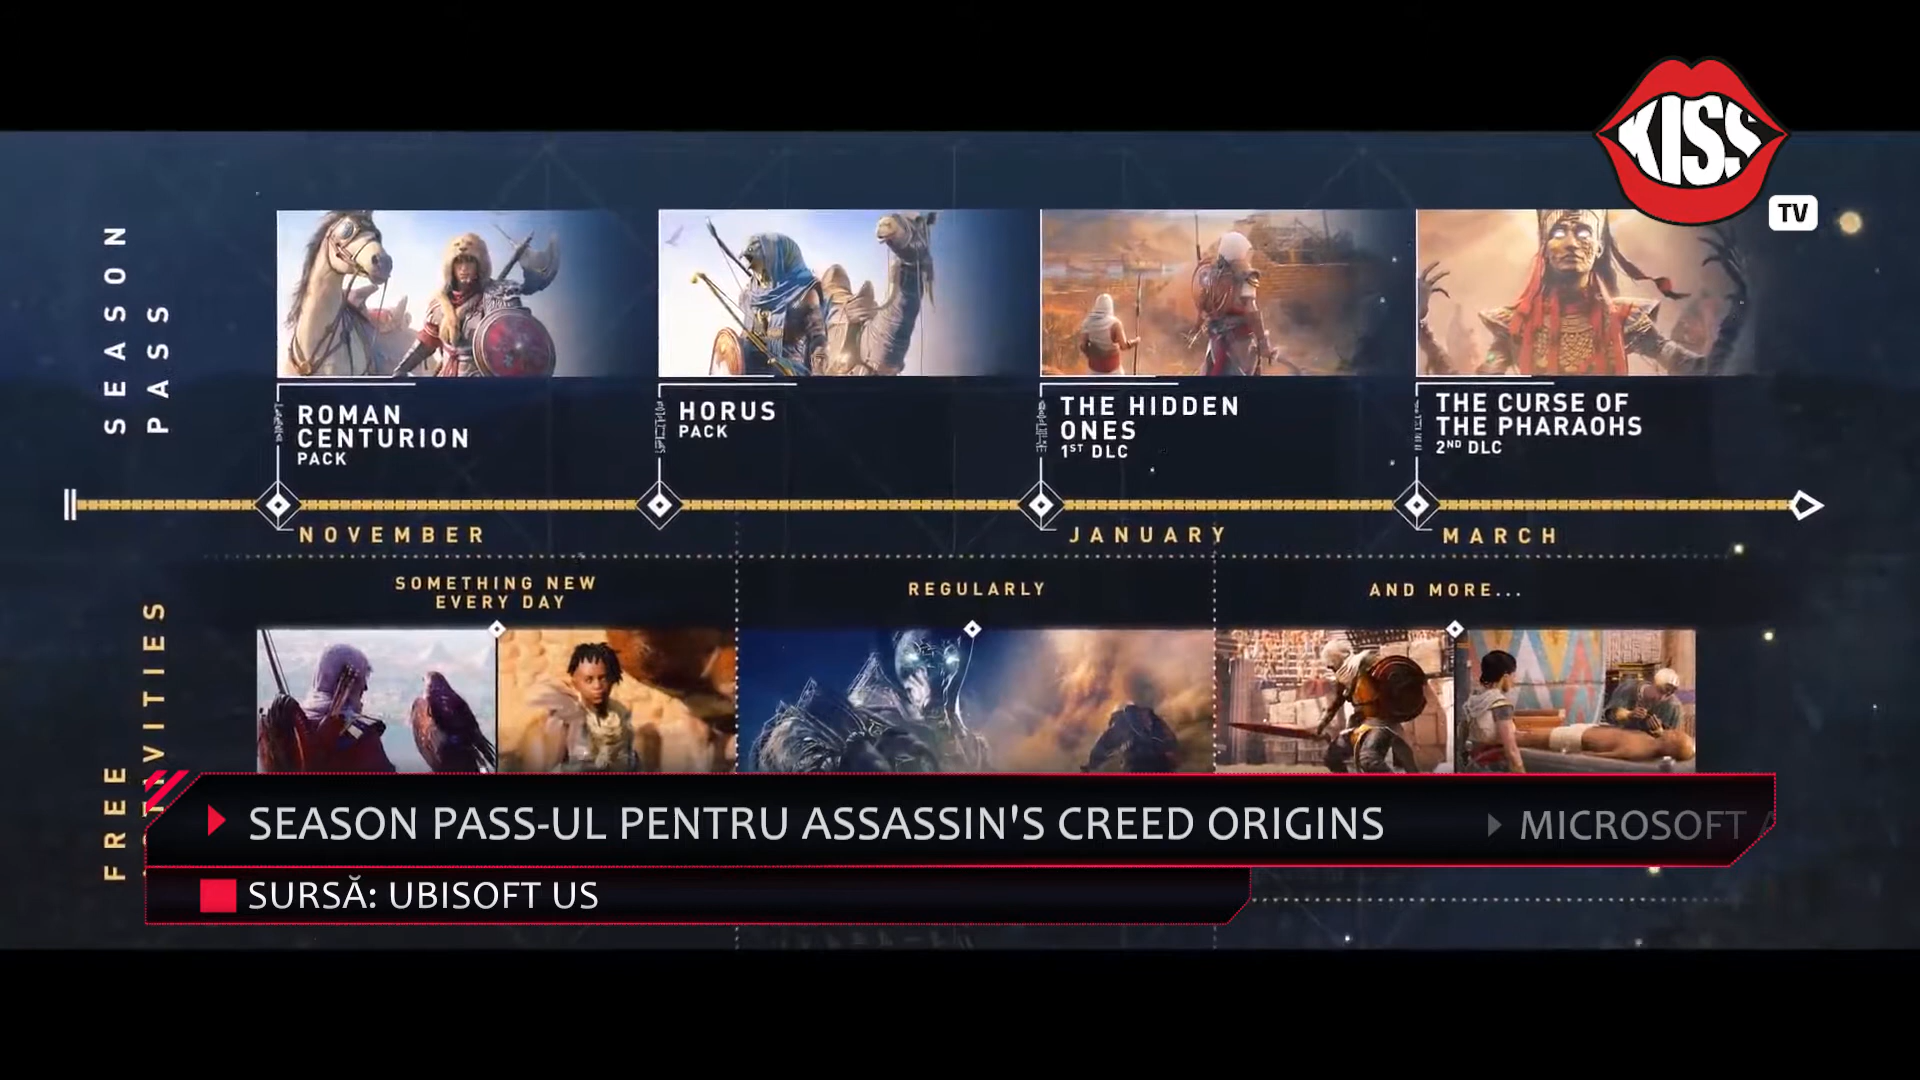 KISS
TV
SEASON
PASS
ROMAN
CENTURION
PACK
HORUS
PACK
THE HIDDEN
ONES
1ST DLC
THE CURSE OF
THE PHARAOHS
2ND DLC
NOVEMBER
JANUARY
MARCH
SOMETHING NEW
EVERY DAY
REGULARLY
AND MORE...
FREE
SEASON PASS-UL PENTRU ASSASSIN'S CREED ORIGINS
MICROSOFT
SURSĂ: UBISOFT US